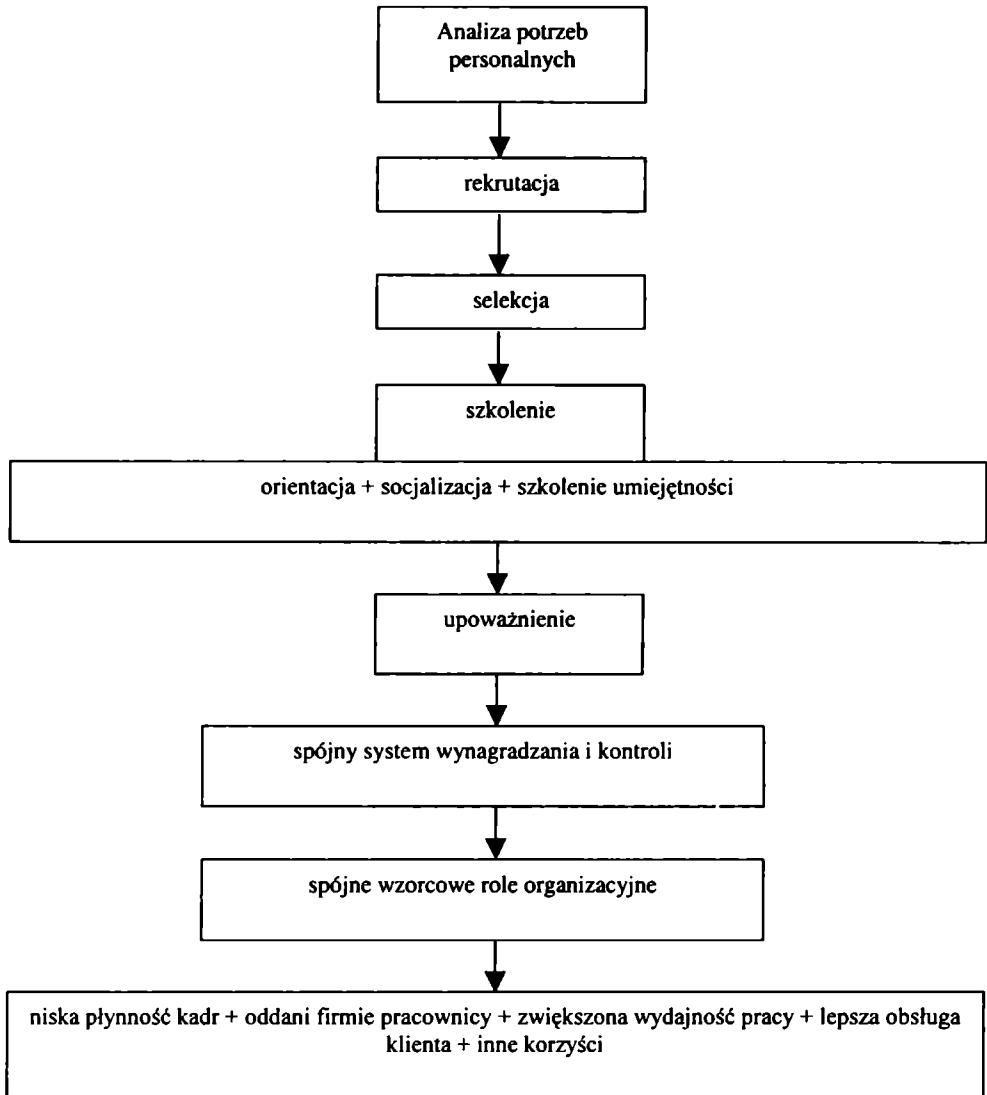 Analiza potrzeb
personalnych
rekrutacja
selekcja
szkolenie
orientacja + socjalizacja + szkolenie umiejętności
upoważnienie
spójny system wynagradzania i kontroli
spójne wzorcowe role organizacyjne
niska płynność kadr + oddani firmie pracownicy + zwiększona wydajność pracy + lepsza obsługa
klienta + inne korzyści